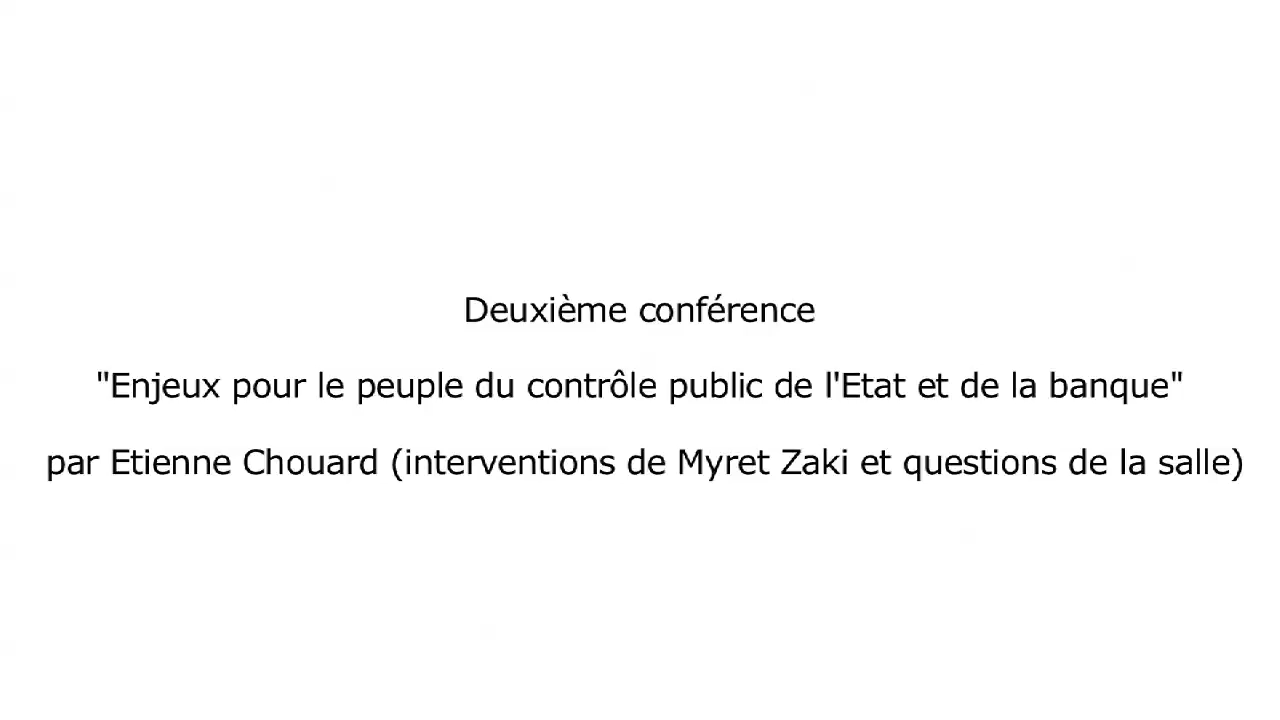 Deuxième conférence
"Enjeux pour le peuple du contrôle public de l'Etat et de la banque"
par Etienne Chouard (interventions de Myret Zaki et questions de la salle)